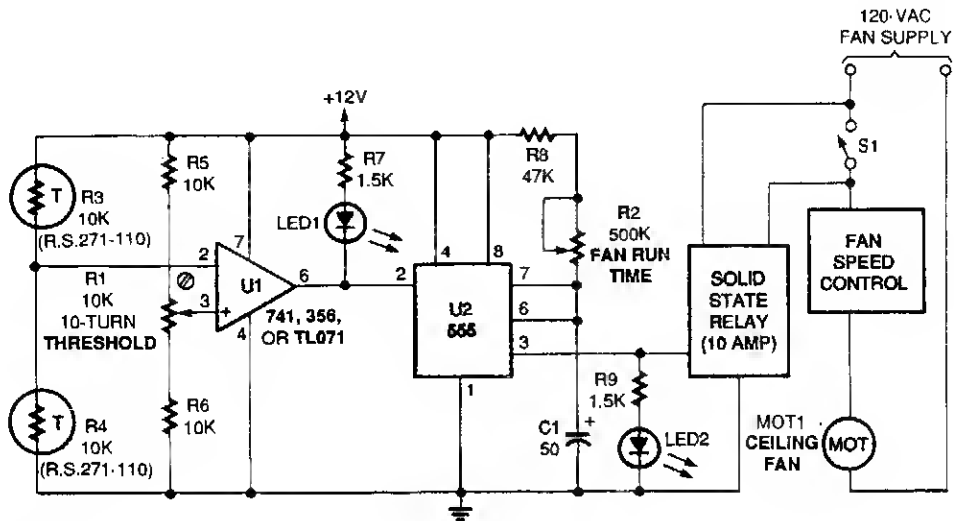 120·VAC
FAN SUPPLY
+12V
R5
10K
R7
1.5K
R8
47K
S1
T
R3
10K
(R.S.271-110)
LED1
R2
500K
FAN RUN
TIME
FAN
SPEED
CONTROL
7
4
8
2
6
2
7
U1
R1
10K
10-TURN
THRESHOLD
3
+
4
741, 356,
OR TL071
U2
555
6
3
1
SOLID
STATE
RELAY
(10 AMP)
T
R4
10K
(R.S.271-110)
R6
10K
R9
1.5K
C1
50
+
LED2
MOT1
CEILING
FAN
MOT